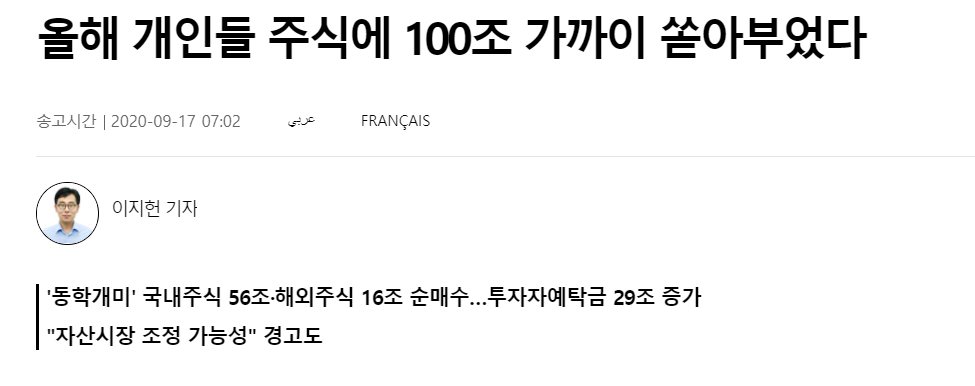 올해 개인들 주식에 100조 가까이 쏟아부었다
송고시간 | 2020-09-17 07:02 عربي FRANÇAIS
이지헌 기자
'동학개미' 국내주식 56조·해외주식 16조 순매수…투자자예탁금 29조 증가
"자산시장 조정 가능성" 경고도